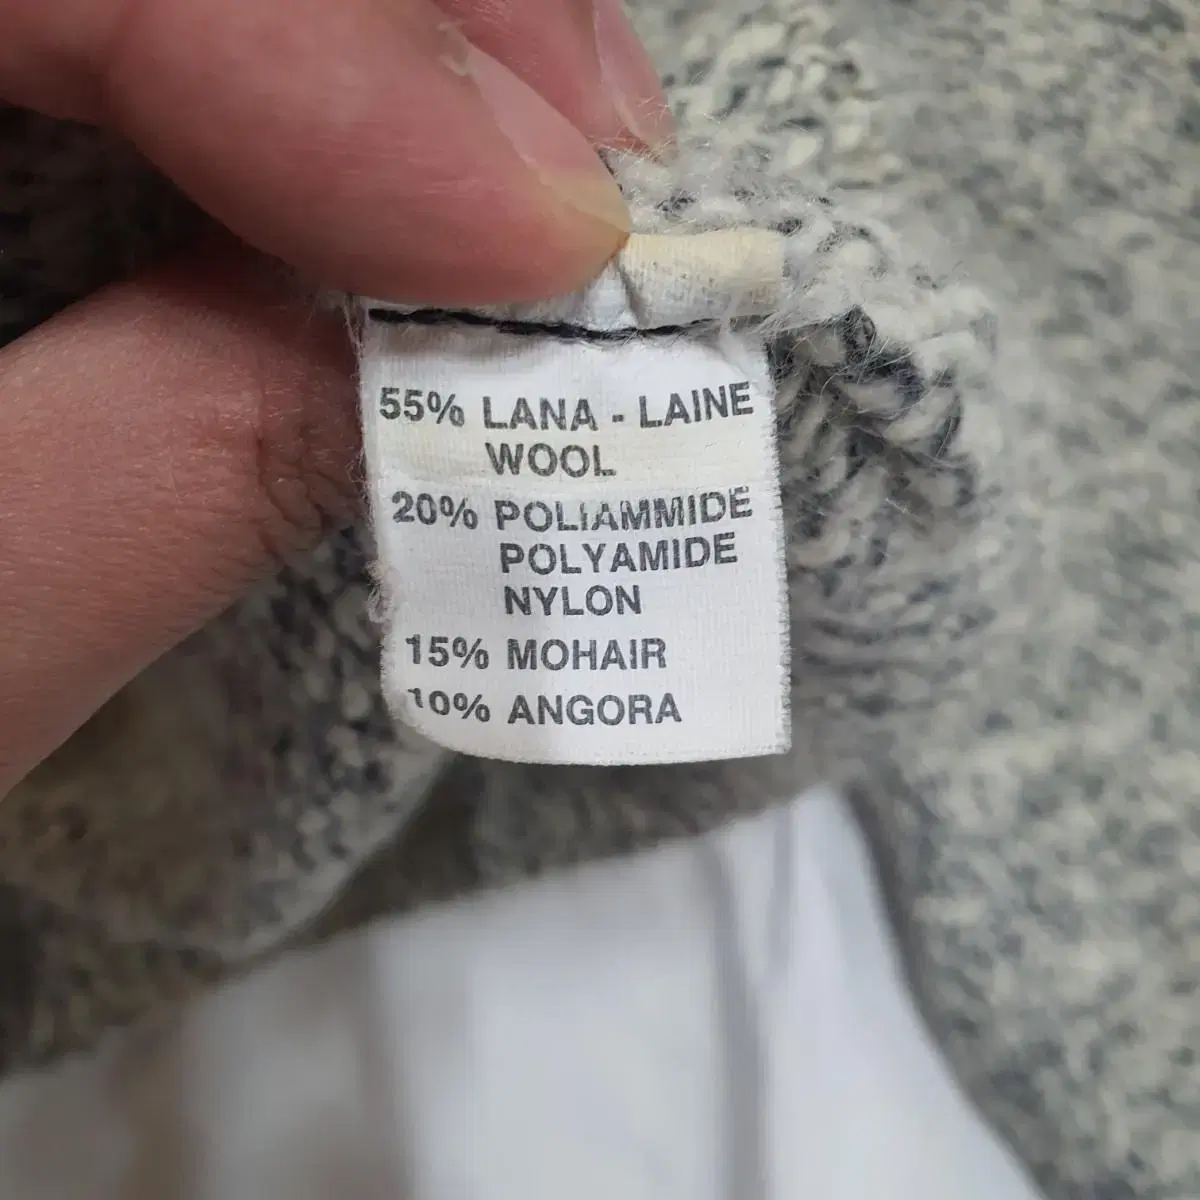 55% LANA - LAINE
WOOL
20% POLIAMMIDE
POLYAMIDE
NYLON
15% MOHAIR
10% ANGORA